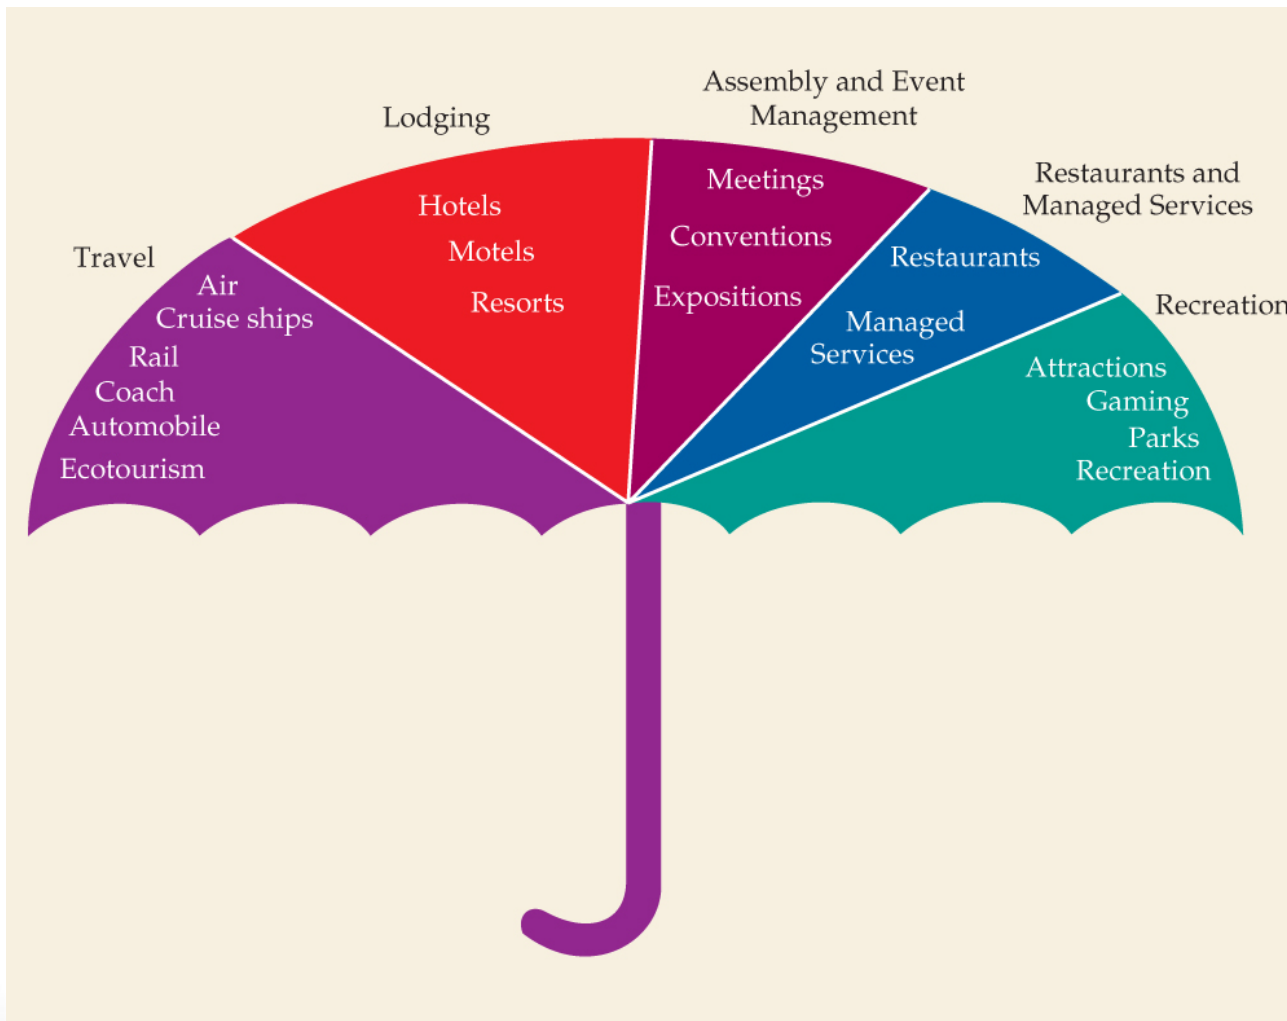 Travel
Air
Cruise ships
Rail
Coach
Automobile
Ecotourism
Lodging
Hotels
Motels
Resorts
Assembly and Event
Management
Meetings
Conventions
Expositions
Restaurants and
Managed Services
Restaurants
Managed
Services
Recreation
Attractions
Gaming
Parks
Recreation